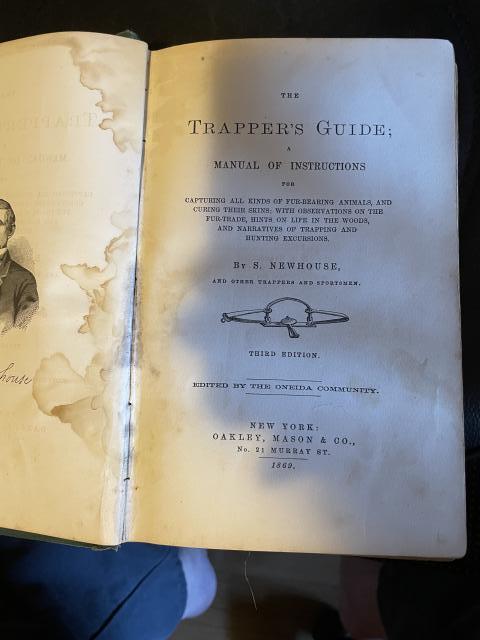 house
THE
TRAPPER'S GUIDE;
A
MANUAL OF INSTRUCTIONS
FOR
CAPTURING ALL KINDS OF FUR-BEARING ANIMALS, AND
CURING THEIR SKINS; WITH OBSERVATIONS ON THE
FUR-TRADE, HINTS ON LIFE IN THE WOODS,
AND NARRATIVES OF TRAPPING AND
HUNTING EXCURSIONS.
BY S. NEWHOUSE,
AND OTHER TRAPPERS AND SPORTSMEN.
THIRD EDITION.
EDITED BY THE ONEIDA COMMUNITY.
NEW YORK:
OAKLEY, MASON & CO.,
No. 21 MURRAY ST.
1869.